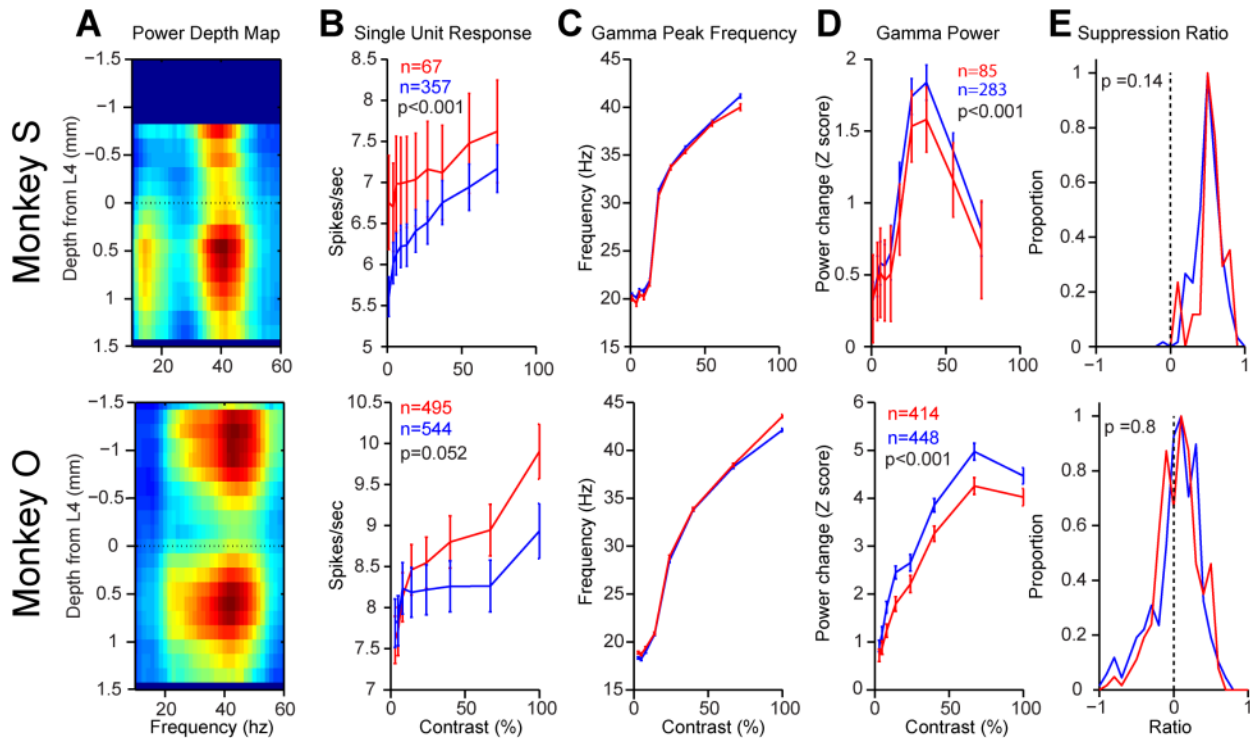 A B C D E
Power Depth Map Single Unit Response Gamma Peak Frequency Gamma Power Suppression Ratio
Monkey S
Depth from L4 (mm)
−1.5
−1
−0.5
0
0.5
1
1.5
20 40 60
Spikes/sec
8.5
8
7.5
7
6.5
6
5.5
5
n=67
n=357
p<0.001
0 50 100
Frequency (Hz)
45
40
35
30
25
20
15
0 50 100
Power change (Z score)
2
1.5
1
0.5
0
n=85
n=283
p<0.001
0 50 100
Proportion
1
0.8
0.6
0.4
0.2
0
p =0.14
−1 0 1
Monkey O
Depth from L4 (mm)
−1.5
−1
−0.5
0
0.5
1
1.5
20 40 60
Frequency (hz)
Spikes/sec
10.5
10
9.5
9
8.5
8
7.5
7
n=495
n=544
p=0.052
0 50 100
Contrast (%)
Frequency (Hz)
45
40
35
30
25
20
15
0 50 100
Contrast (%)
Power change (Z score)
6
5
4
3
2
1
0
n=414
n=448
p<0.001
0 50 100
Contrast (%)
Proportion
1
0.8
0.6
0.4
0.2
0
p =0.8
−1 0 1
Ratio